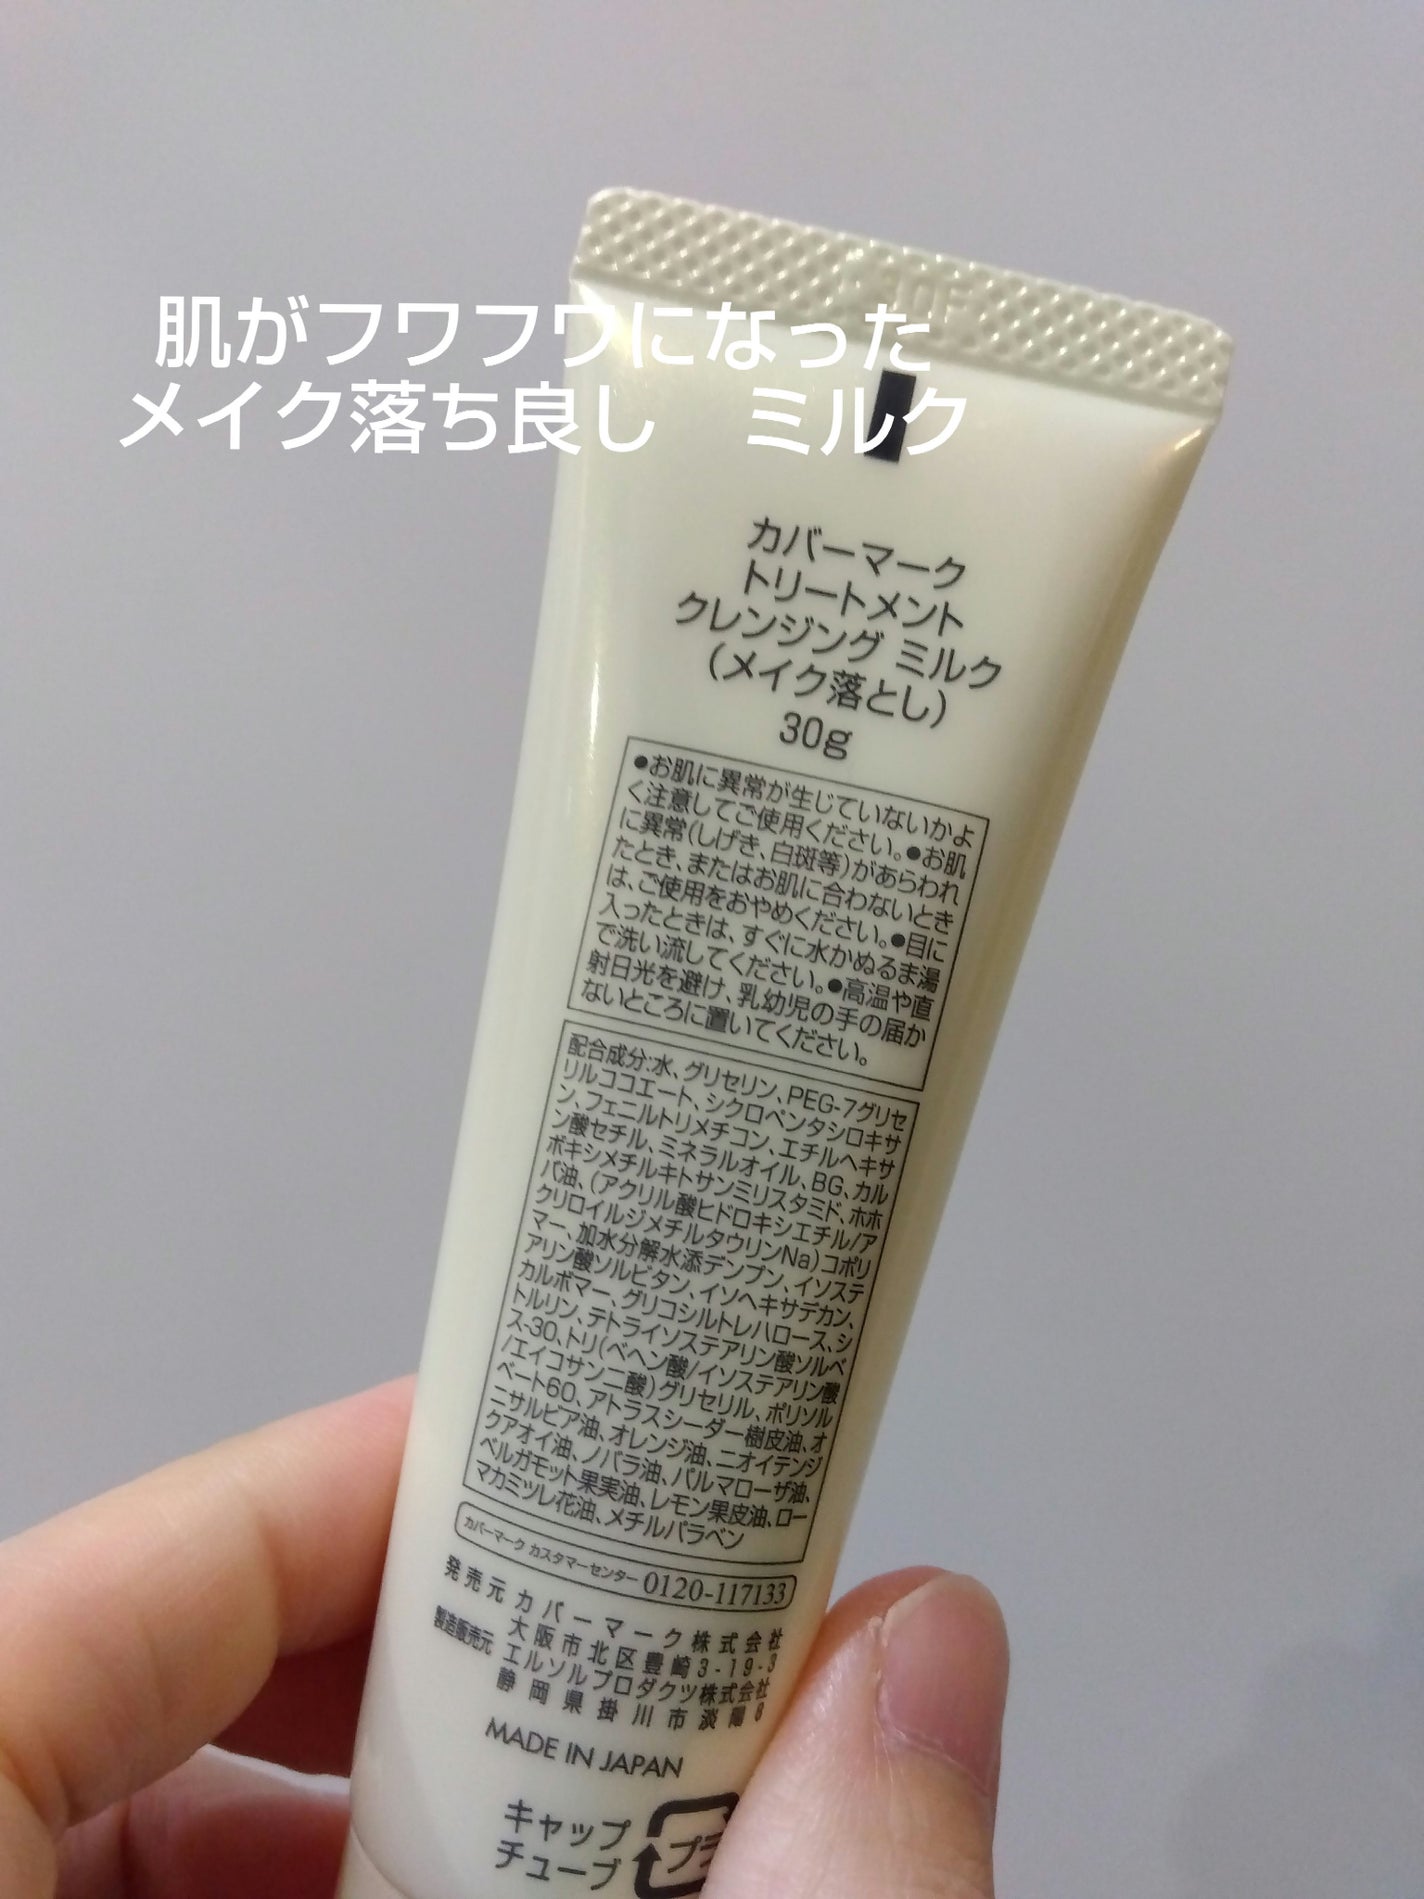 肌がフワフワになった
メイク落ち良し　ミルク
カバーマーク
トリートメント
クレンジング ミルク
(メイク落とし)
30g
●お肌に異常が生じていないかよ
く注意してご使用ください。●お肌
に異常(しげき、白斑等)があらわれ
たとき、またはお肌に合わないとき
は、ご使用をおやめください。●目に
入ったときは、すぐに水かぬるま湯
で洗い流してください。●高温や直
射日光を避け、乳幼児の手の届か
ないところに置いてください。
配合成分:水、グリセリン、PEG-7グリセ
リルココエート、シクロペンタシロキサ
ン、フェニルトリメチコン、エチルヘキサ
ン酸セチル、ミネラルオイル、BG、カル
ボキシメチルキトサンミリスタミド、ホホ
バ油、(アクリル酸ヒドロキシエチル/ア
クリロイルジメチルタウリンNa)コポリ
マー、加水分解水添デンプン、イソステ
アリン酸ソルビタン、イソヘキサデカン、
カルボマー、グリコシルトレハロース、シ
トルリン、テトライソステアリン酸ソルベ
ス-30、トリ(ベヘン酸/イソステアリン酸
/エイコサン二酸)グリセリル、ポリソル
ベート60、アトラスシーダー樹皮油、オ
ニサルビア油、オレンジ油、ニオイテンジ
クアオイ油、ノバラ油、パルマローザ油、
ベルガモット果実油、レモン果皮油、ロー
マカミツレ花油、メチルパラベン
カバーマーク カスタマーセンター 0120-117133
発売元 カバーマーク株式会社
大阪市北区豊崎3-19-3
製造販売元 エルソルプロダクツ株式会社
静岡県掛川市淡陽8
MADE IN JAPAN
キャップ
チューブ
プラ